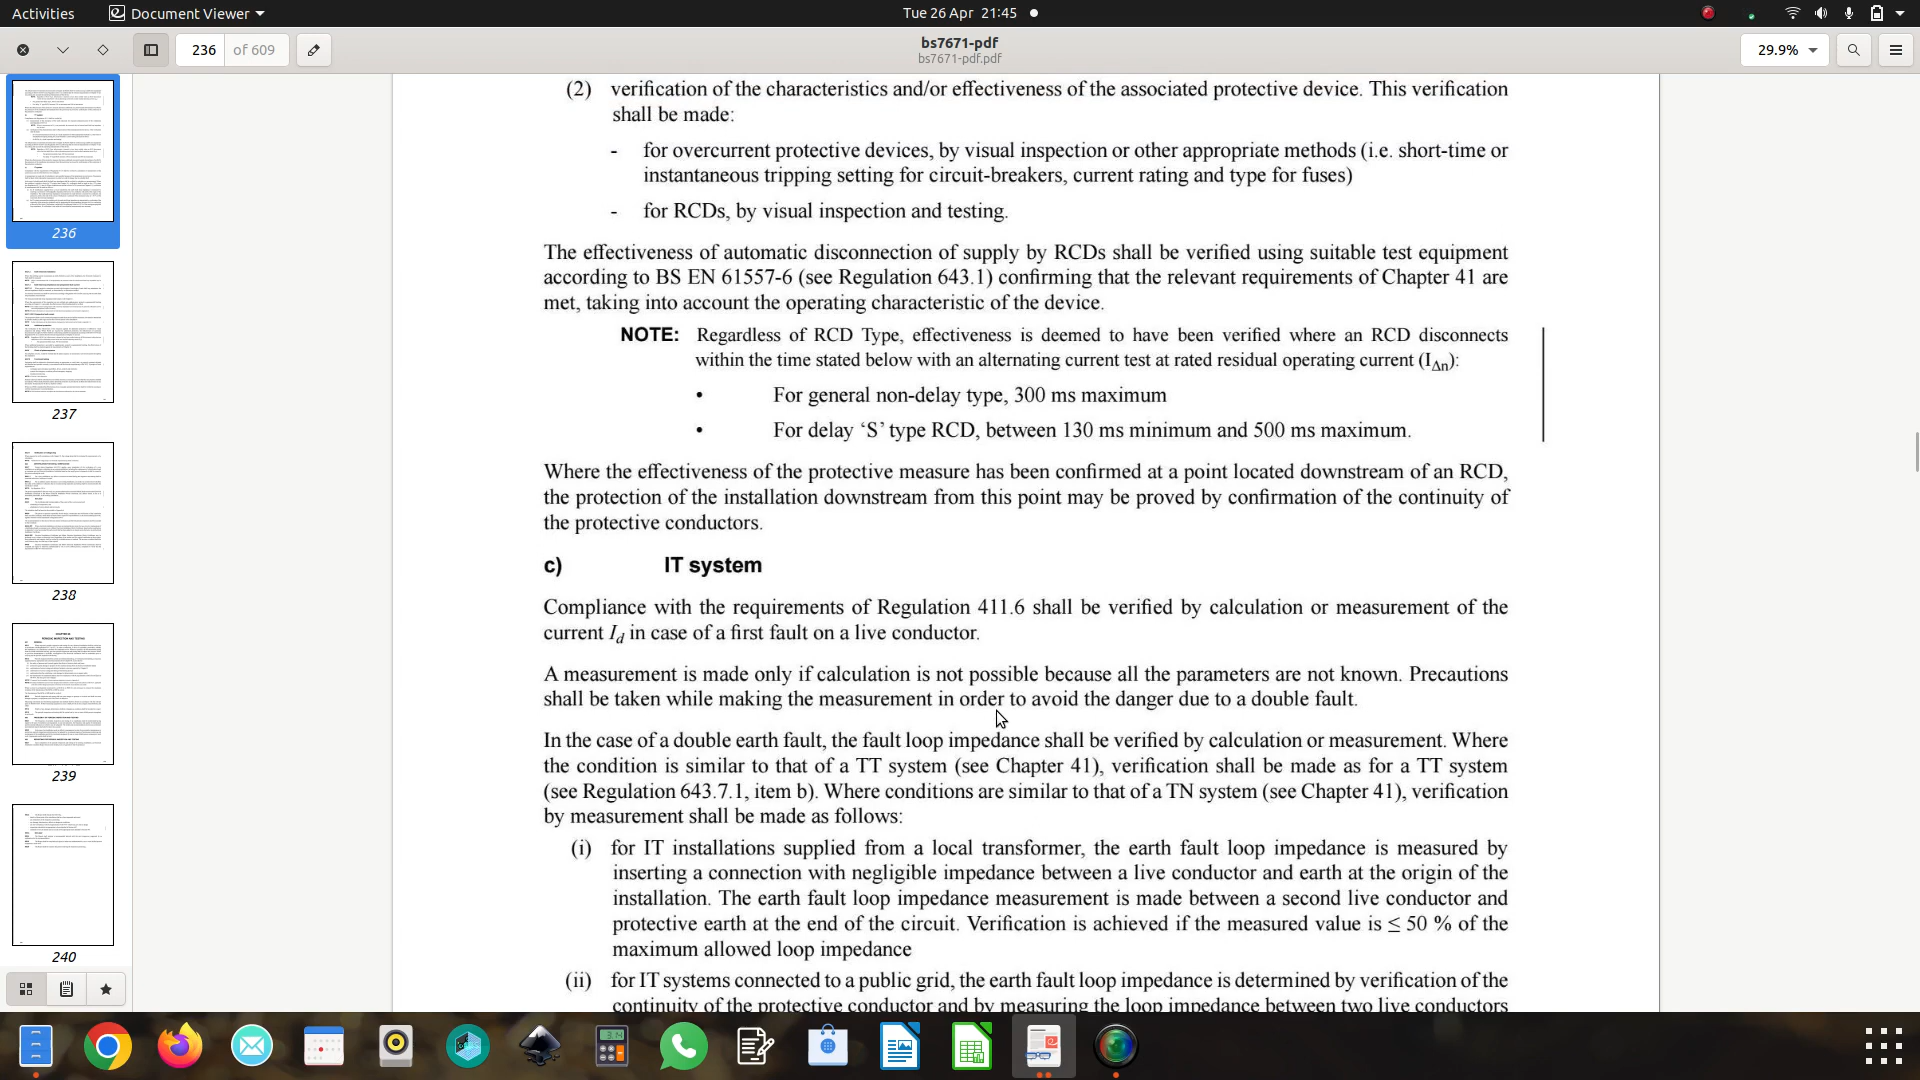 Activities
Document Viewer
Tue 26 Apr 21:45
236 of 609
bs7671-pdf
bs7671-pdf.pdf
29.9%
236
237
238
239
240
(2) verification of the characteristics and/or effectiveness of the associated protective device. This verification
shall be made:
- for overcurrent protective devices, by visual inspection or other appropriate methods (i.e. short-time or
instantaneous tripping setting for circuit-breakers, current rating and type for fuses)
- for RCDs, by visual inspection and testing.
The effectiveness of automatic disconnection of supply by RCDs shall be verified using suitable test equipment
according to BS EN 61557-6 (see Regulation 643.1) confirming that the relevant requirements of Chapter 41 are
met, taking into account the operating characteristic of the device.
NOTE: Regardless of RCD Type, effectiveness is deemed to have been verified where an RCD disconnects
within the time stated below with an alternating current test at rated residual operating current (IΔn):
• For general non-delay type, 300 ms maximum
• For delay ‘S’ type RCD, between 130 ms minimum and 500 ms maximum.
Where the effectiveness of the protective measure has been confirmed at a point located downstream of an RCD,
the protection of the installation downstream from this point may be proved by confirmation of the continuity of
the protective conductors.
c) IT system
Compliance with the requirements of Regulation 411.6 shall be verified by calculation or measurement of the
current Id in case of a first fault on a live conductor.
A measurement is made only if calculation is not possible because all the parameters are not known. Precautions
shall be taken while making the measurement in order to avoid the danger due to a double fault.
In the case of a double earth fault, the fault loop impedance shall be verified by calculation or measurement. Where
the condition is similar to that of a TT system (see Chapter 41), verification shall be made as for a TT system
(see Regulation 643.7.1, item b). Where conditions are similar to that of a TN system (see Chapter 41), verification
by measurement shall be made as follows:
(i) for IT installations supplied from a local transformer, the earth fault loop impedance is measured by
inserting a connection with negligible impedance between a live conductor and earth at the origin of the
installation. The earth fault loop impedance measurement is made between a second live conductor and
protective earth at the end of the circuit. Verification is achieved if the measured value is ≤ 50 % of the
maximum allowed loop impedance
(ii) for IT systems connected to a public grid, the earth fault loop impedance is determined by verification of the
continuity of the protective conductor and by measuring the loop impedance between two live conductors